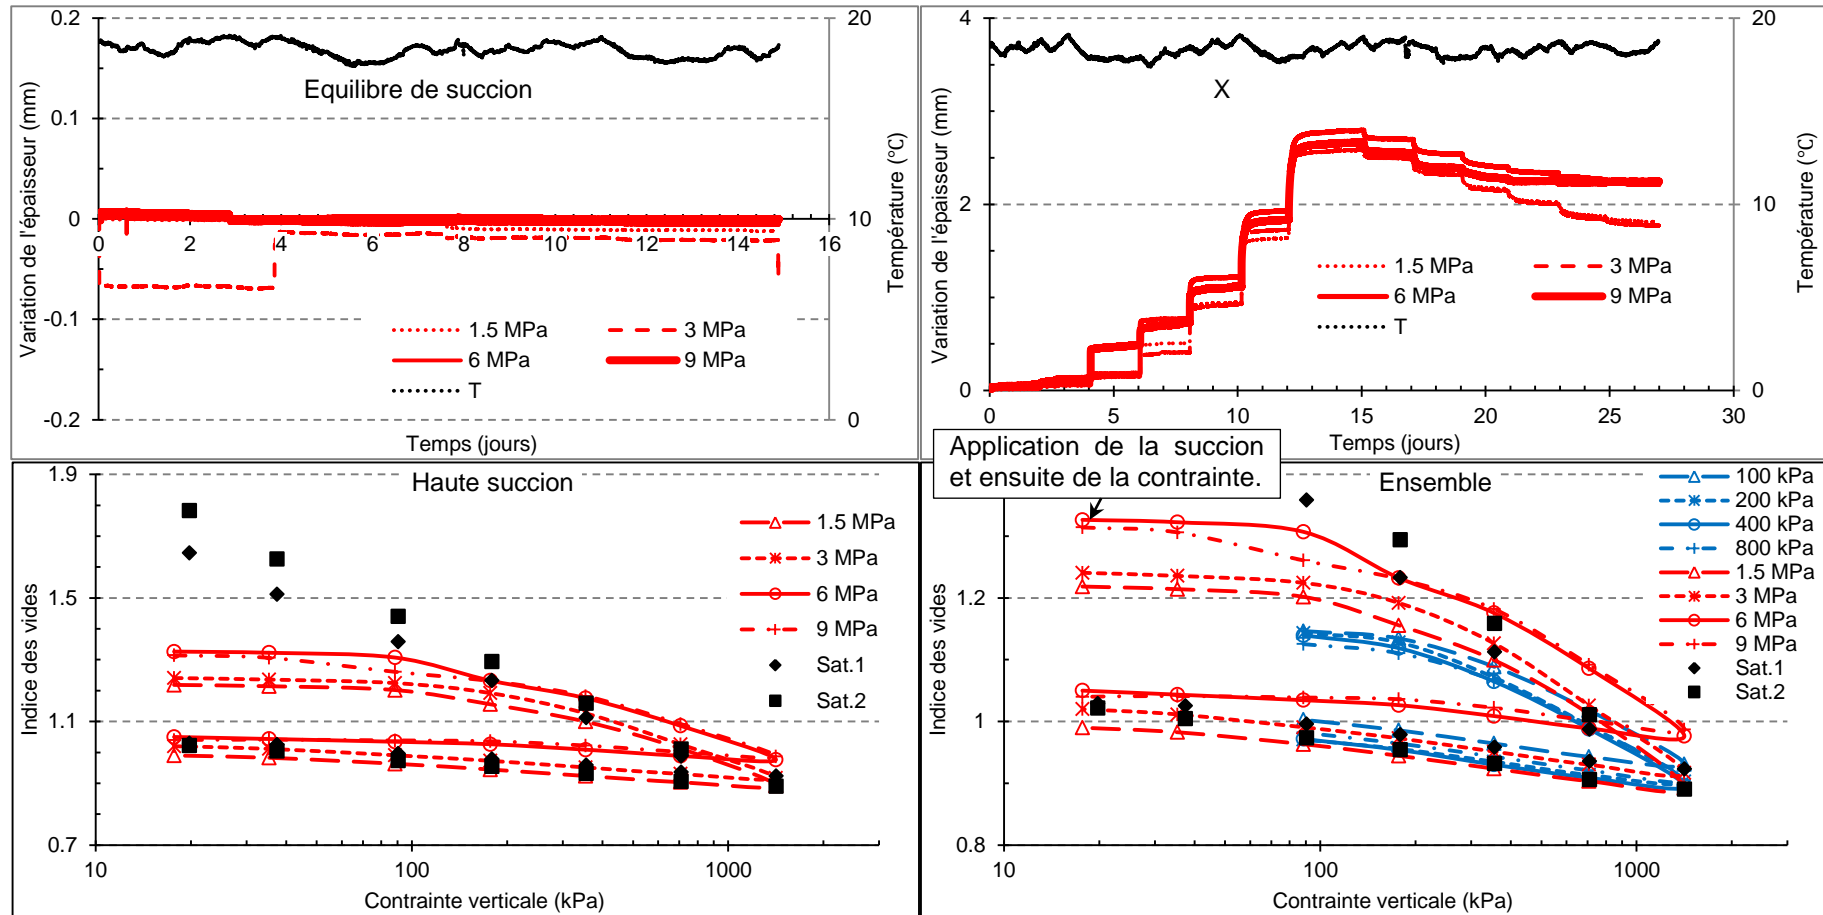 0.2
0.1
0
-0.1
-0.2
Variation de l'épaisseur (mm)
Equilibre de succion
20
10
0
Température (°C)
0
2
4
6
8
10
12
14
16
1.5 MPa
3 MPa
6 MPa
9 MPa
T
Temps (jours)
4
2
0
Variation de l'épaisseur (mm)
X
20
10
0
Température (°C)
1.5 MPa
3 MPa
6 MPa
9 MPa
T
0
5
10
15
20
25
30
Temps (jours)
1.9
1.5
1.1
0.7
Indice des vides
Haute succion
1.5 MPa
3 MPa
6 MPa
9 MPa
Sat.1
Sat.2
10
100
1000
Contrainte verticale (kPa)
Application de la succion
et ensuite de la contrainte.
Ensemble
1.2
1
0.8
Indice des vides
100 kPa
200 kPa
400 kPa
800 kPa
1.5 MPa
3 MPa
6 MPa
9 MPa
Sat.1
Sat.2
10
100
1000
Contrainte verticale (kPa)